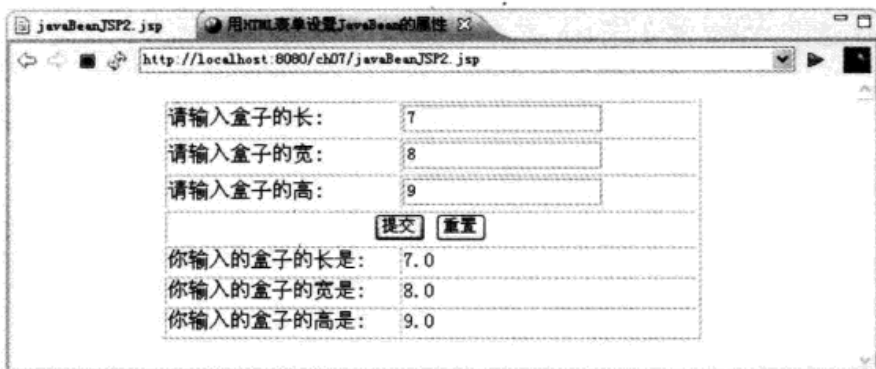 javaBeanJSP2.jsp
用HTML表单设置JavaBean的属性
http://localhost:8080/ch07/javaBeanJSP2.jsp
请输入盒子的长: 7
请输入盒子的宽: 8
请输入盒子的高: 9
提交 重置
你输入的盒子的长是: 7.0
你输入的盒子的宽是: 8.0
你输入的盒子的高是: 9.0